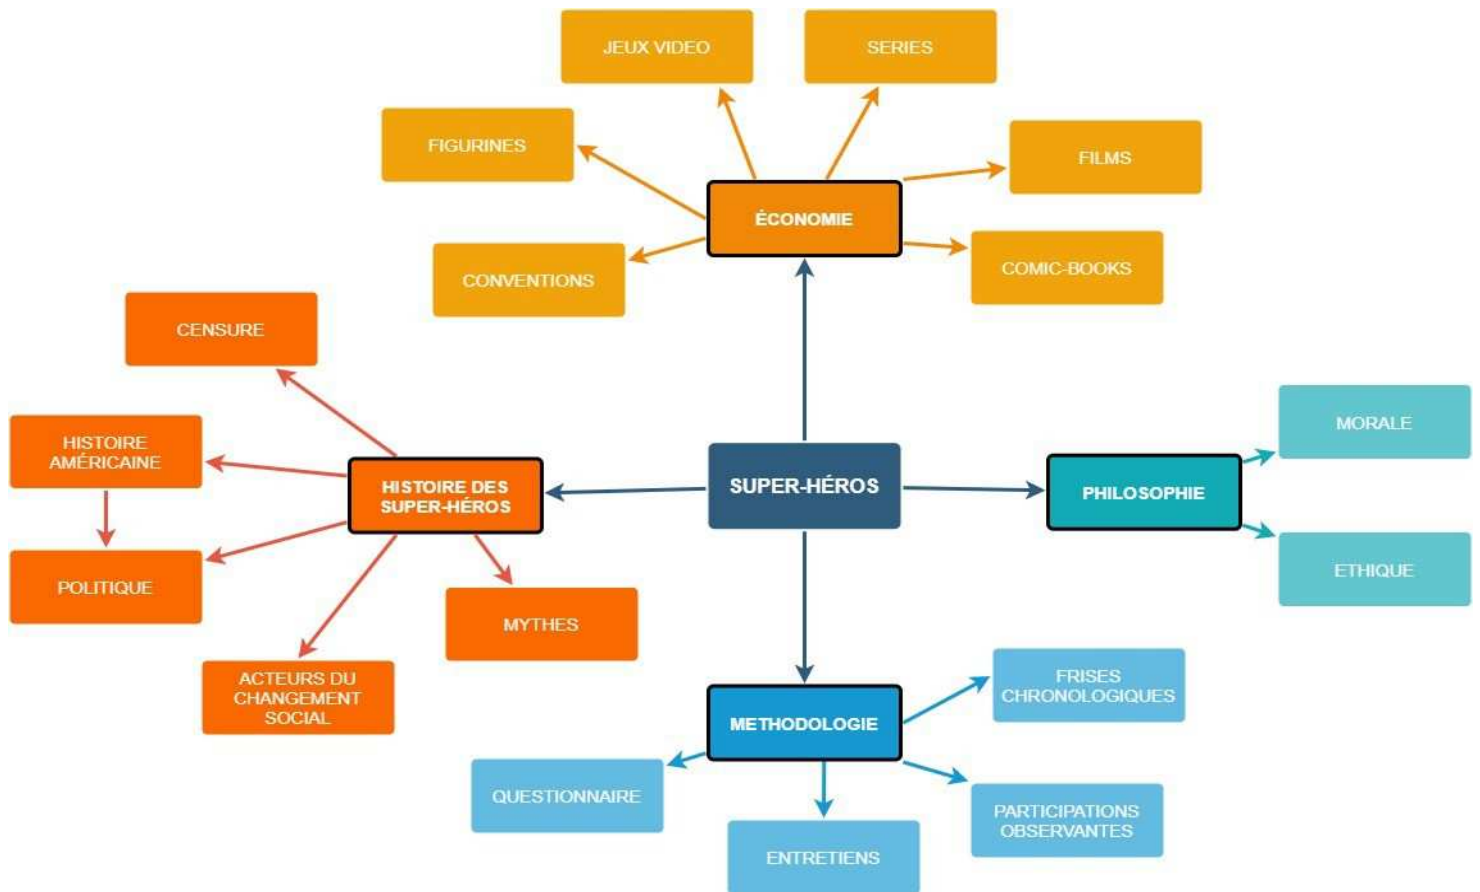 JEUX VIDEO
SERIES
FIGURINES
FILMS
ÉCONOMIE
CONVENTIONS
COMIC-BOOKS
CENSURE
HISTOIRE
AMÉRICAINE
MORALE
HISTOIRE DES
SUPER-HÉROS
SUPER-HÉROS
PHILOSOPHIE
POLITIQUE
ETHIQUE
MYTHES
ACTEURS DU
CHANGEMENT
SOCIAL
FRISES
CHRONOLOGIQUES
METHODOLOGIE
QUESTIONNAIRE
PARTICIPATIONS
OBSERVANTES
ENTRETIENS